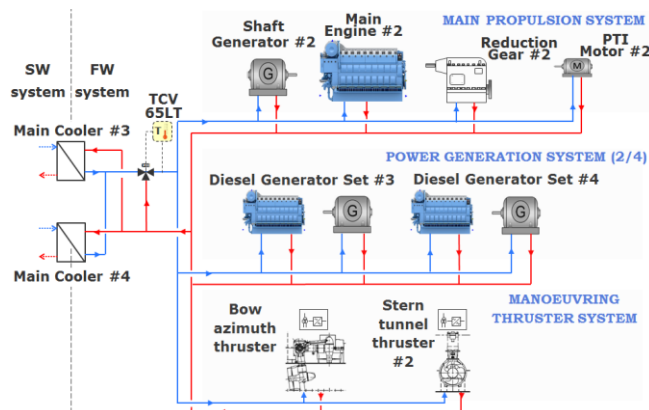 MAIN PROPULSION SYSTEM
Shaft
Generator #2
Main
Engine #2
Reduction
Gear #2
PTI
Motor #2
SW
system
FW
system
TCV
65LT
T
G
M
Main Cooler #3
POWER GENERATION SYSTEM (2/4)
Diesel Generator Set #3
Diesel Generator Set #4
G
G
Main Cooler #4
MANOEUVRING
THRUSTER SYSTEM
Bow
azimuth
thruster
Stern
tunnel
thruster
#2